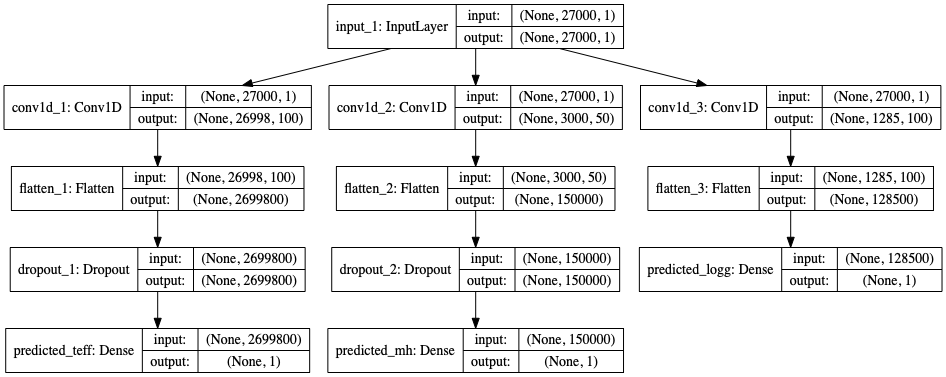 input_1: InputLayer
input: (None, 27000, 1)
output: (None, 27000, 1)
conv1d_1: Conv1D
input: (None, 27000, 1)
output: (None, 26998, 100)
conv1d_2: Conv1D
input: (None, 27000, 1)
output: (None, 3000, 50)
conv1d_3: Conv1D
input: (None, 27000, 1)
output: (None, 1285, 100)
flatten_1: Flatten
input: (None, 26998, 100)
output: (None, 2699800)
flatten_2: Flatten
input: (None, 3000, 50)
output: (None, 150000)
flatten_3: Flatten
input: (None, 1285, 100)
output: (None, 128500)
dropout_1: Dropout
input: (None, 2699800)
output: (None, 2699800)
dropout_2: Dropout
input: (None, 150000)
output: (None, 150000)
predicted_logg: Dense
input: (None, 128500)
output: (None, 1)
predicted_teff: Dense
input: (None, 2699800)
output: (None, 1)
predicted_mh: Dense
input: (None, 150000)
output: (None, 1)